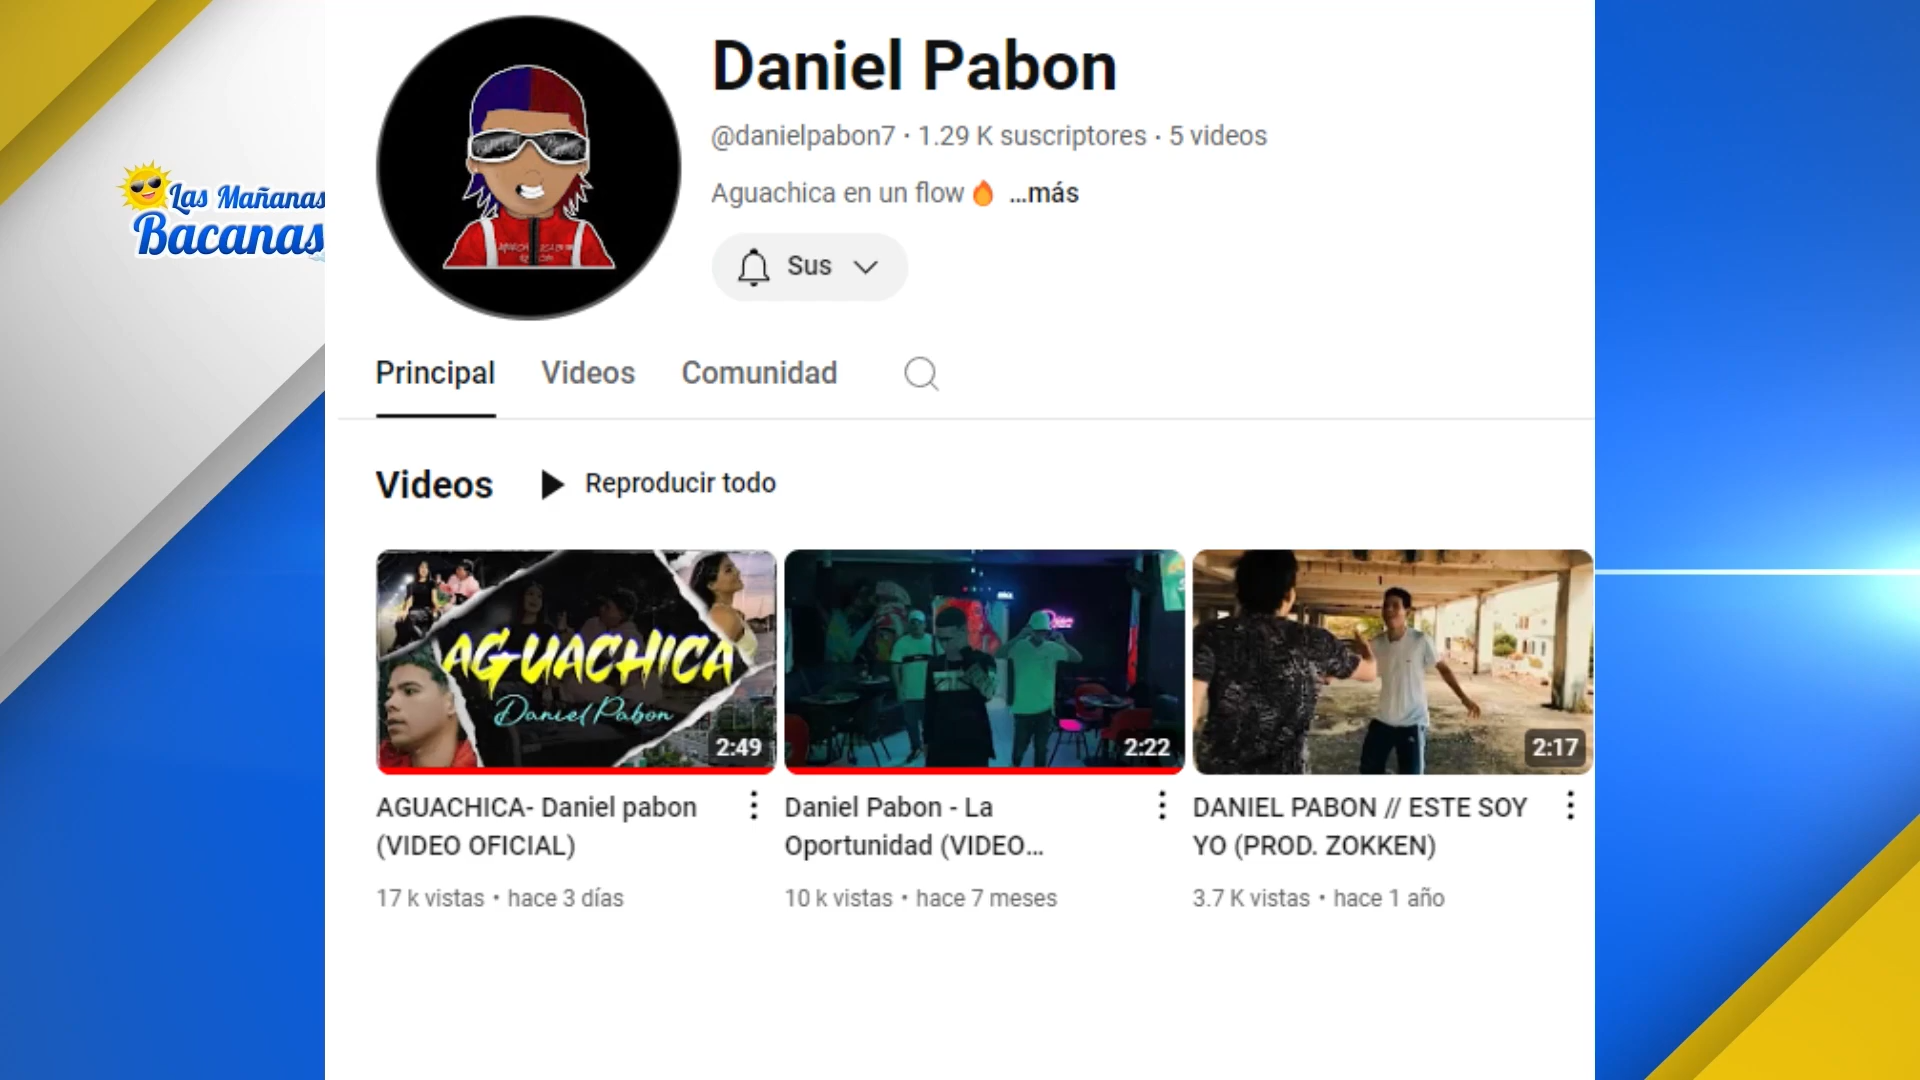 Las Mañanas
Bacanas
Daniel Pabon
@danielpabon7 · 1.29 K suscriptores · 5 videos
Aguachica en un flow🔥 ...más
Sus
Principal Videos Comunidad
Videos Reproducir todo
AGUACHICA
Daniel Pabon
2:49
2:22
2:17
AGUACHICA- Daniel pabon
(VIDEO OFICIAL)
17 k vistas • hace 3 días
Daniel Pabon - La
Oportunidad (VIDEO...
10 k vistas • hace 7 meses
DANIEL PABON // ESTE SOY
YO (PROD. ZOKKEN)
3.7 K vistas • hace 1 año